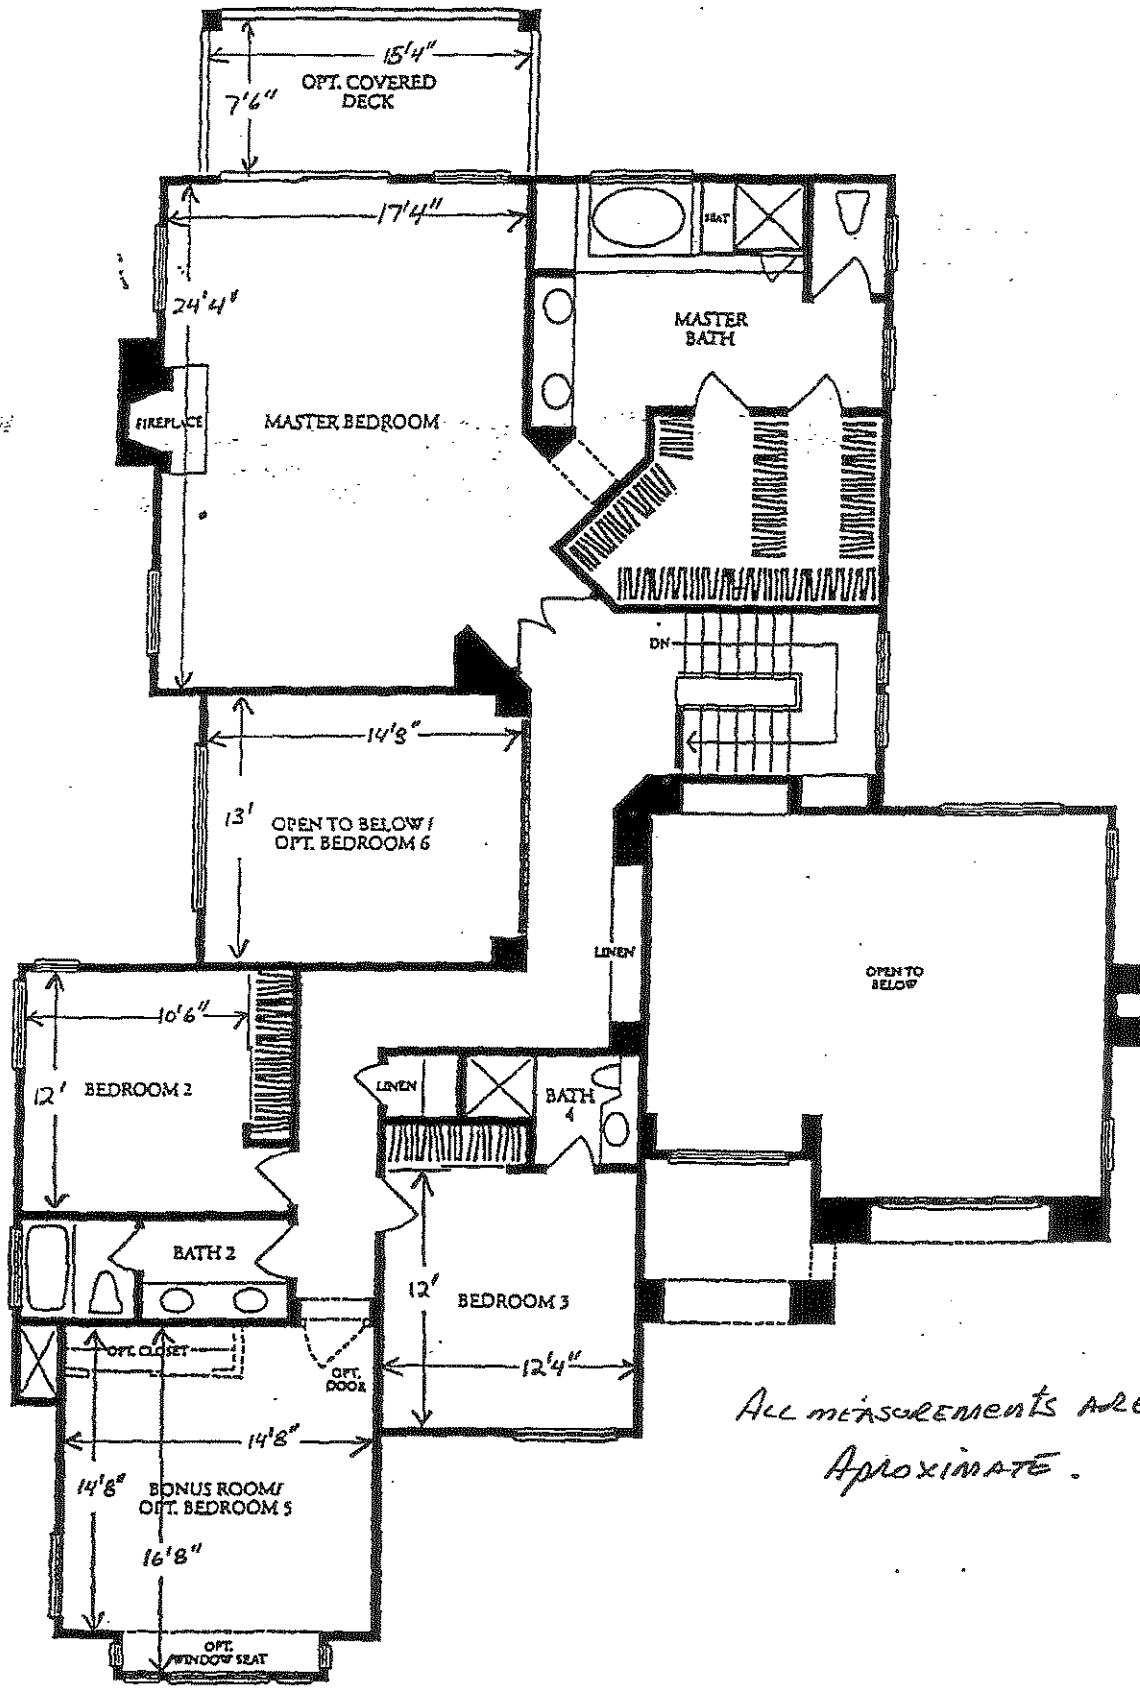 15'4"
OPT. COVERED
DECK
7'6"
17'4"
SEAT
24'4"
MASTER
BATH
FIREPLACE
MASTER BEDROOM
DN
14'8"
13'
OPEN TO BELOW/
OPT. BEDROOM 6
LINEN
OPEN TO
BELOW
10'6"
12'
BEDROOM 2
LINEN
BATH
4
BATH 2
12'
BEDROOM 3
OPT. CLOSET
OPT.
DOOR
12'4"
14'8"
14'8"
BONUS ROOM/
OPT. BEDROOM 5
16'8"
OPT.
WINDOW SEAT
ALL MEASUREMENTS ARE
APROXIMATE.